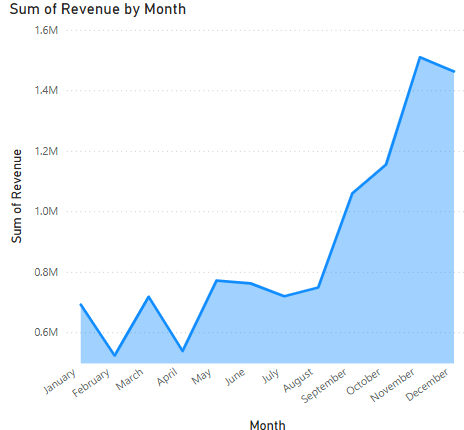 Sum of Revenue by Month
1.6M
1.4M
1.2M
1.0M
0.8M
0.6M
Sum of Revenue
January
February
March
April
May
June
July
August
September
October
November
December
Month